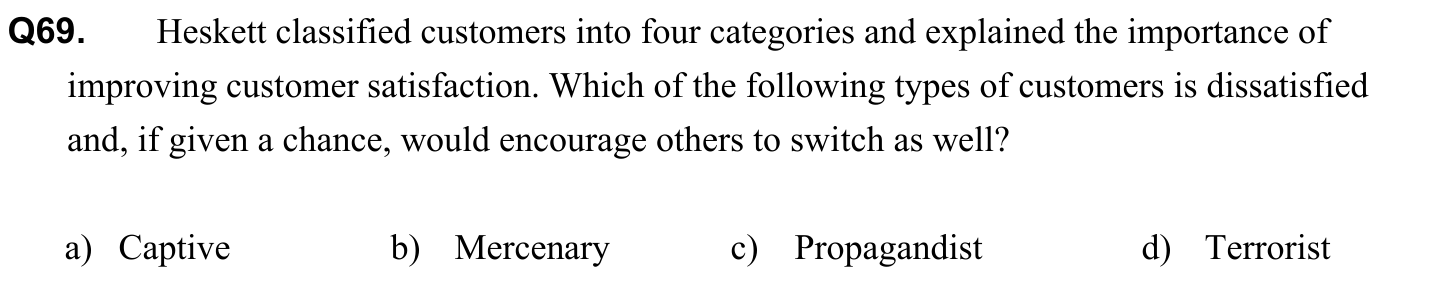 Q69. Heskett classified customers into four categories and explained the importance of
improving customer satisfaction. Which of the following types of customers is dissatisfied
and, if given a chance, would encourage others to switch as well?
a) Captive b) Mercenary c) Propagandist d) Terrorist